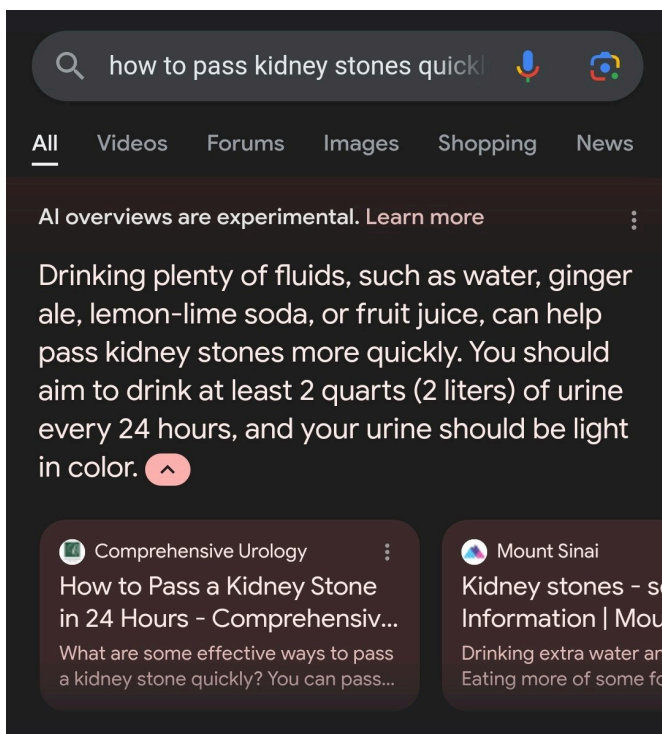 how to pass kidney stones quickl
All Videos Forums Images Shopping News
AI overviews are experimental. Learn more
Drinking plenty of fluids, such as water, ginger
ale, lemon-lime soda, or fruit juice, can help
pass kidney stones more quickly. You should
aim to drink at least 2 quarts (2 liters) of urine
every 24 hours, and your urine should be light
in color.
Comprehensive Urology
How to Pass a Kidney Stone
in 24 Hours - Comprehensiv...
What are some effective ways to pass
a kidney stone quickly? You can pass...
Mount Sinai
Kidney stones - s
Information | Mou
Drinking extra water a
Eating more of some fo